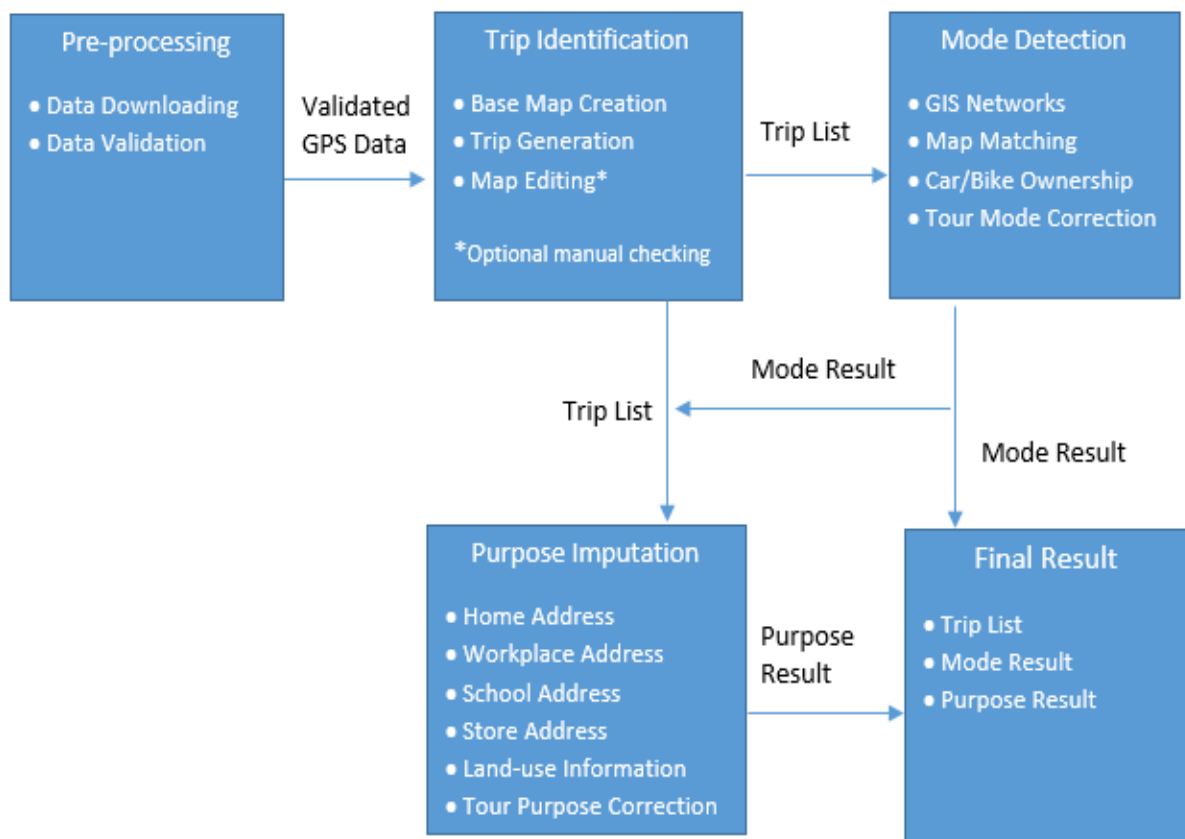 Pre-processing
• Data Downloading
• Data Validation
Validated
GPS Data
Trip Identification
• Base Map Creation
• Trip Generation
• Map Editing*
*Optional manual checking
Trip List
Mode Detection
• GIS Networks
• Map Matching
• Car/Bike Ownership
• Tour Mode Correction
Mode Result
Trip List
Mode Result
Purpose Imputation
• Home Address
• Workplace Address
• School Address
• Store Address
• Land-use Information
• Tour Purpose Correction
Purpose
Result
Final Result
• Trip List
• Mode Result
• Purpose Result